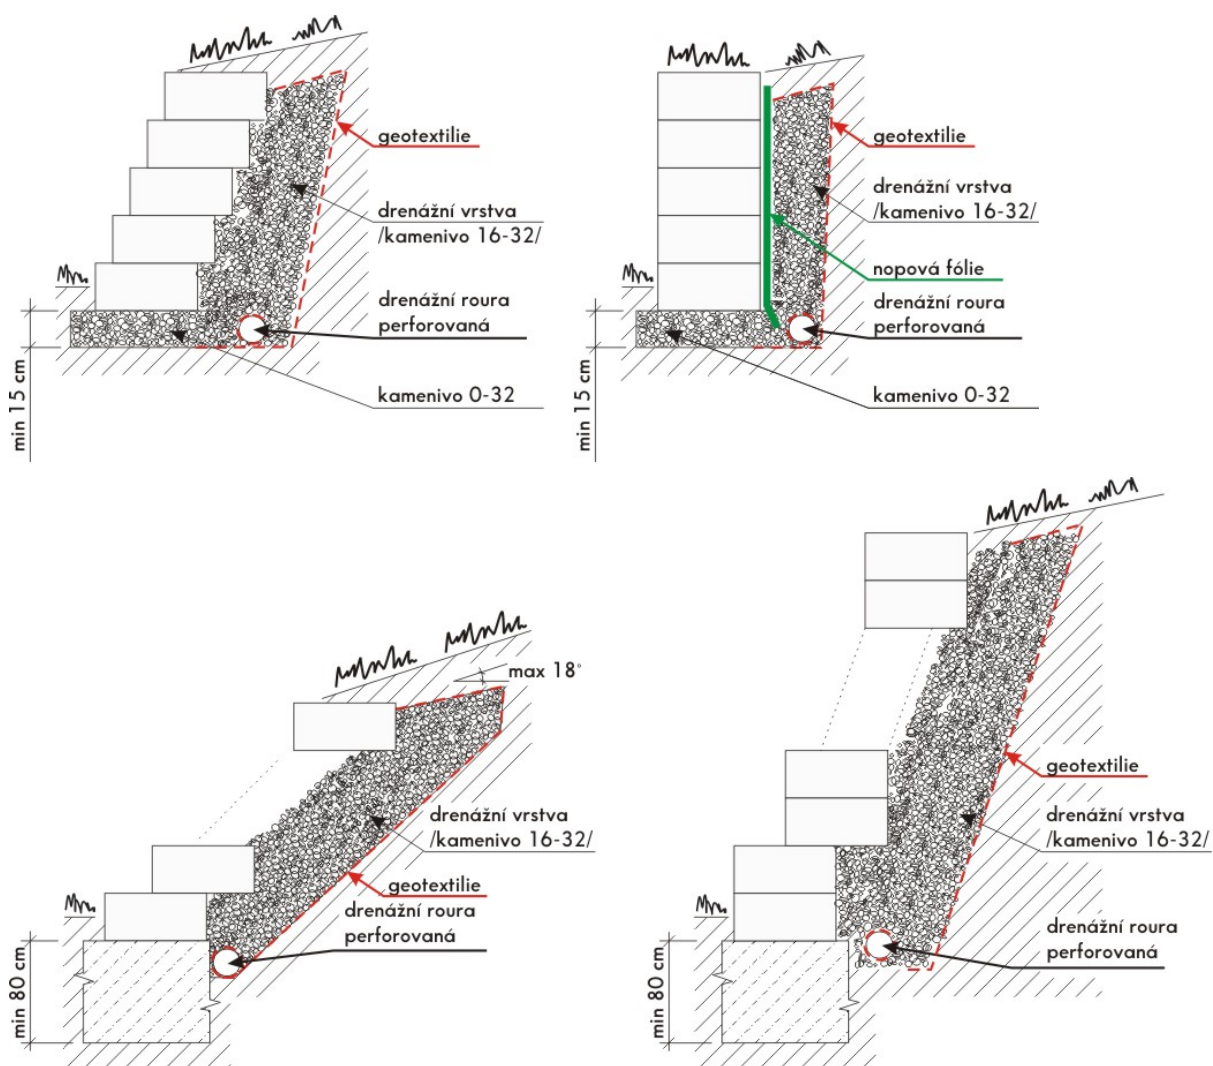 geotextilie
drenážní vrstva
/kamenivo 16-32/
drenážní roura
perforovaná
kamenivo 0-32
min 15 cm
geotextilie
drenážní vrstva
/kamenivo 16-32/
nopová fólie
drenážní roura
perforovaná
kamenivo 0-32
min 15 cm
max 18°
drenážní vrstva
/kamenivo 16-32/
geotextilie
drenážní roura
perforovaná
min 80 cm
geotextilie
drenážní vrstva
/kamenivo 16-32/
drenážní roura
perforovaná
min 80 cm